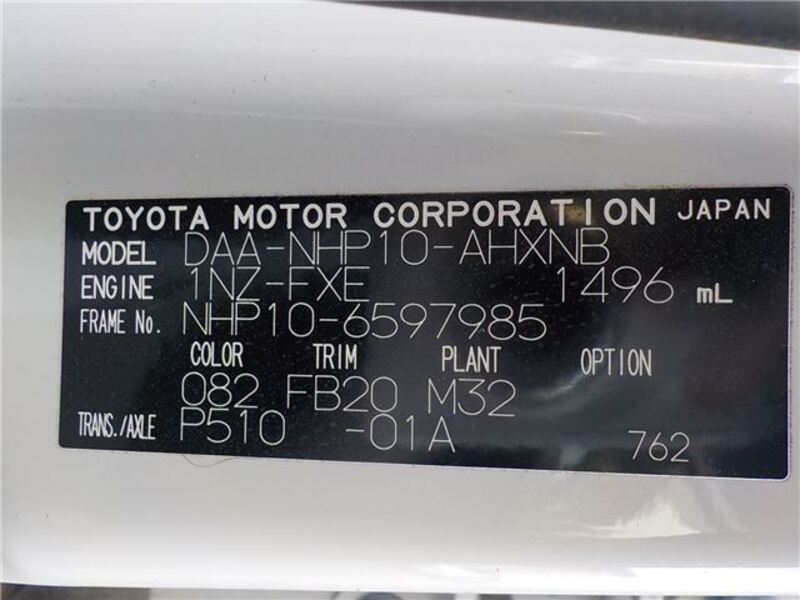 TOYOTA MOTOR CORPORATION JAPAN
MODEL DAA-NHP10-AHXNB
ENGINE 1NZ-FXE 1496 mL
FRAME No. NHP10-6597985
COLOR TRIM PLANT OPTION
082 FB20 M32
TRANS./AXLE P510 -01A 762